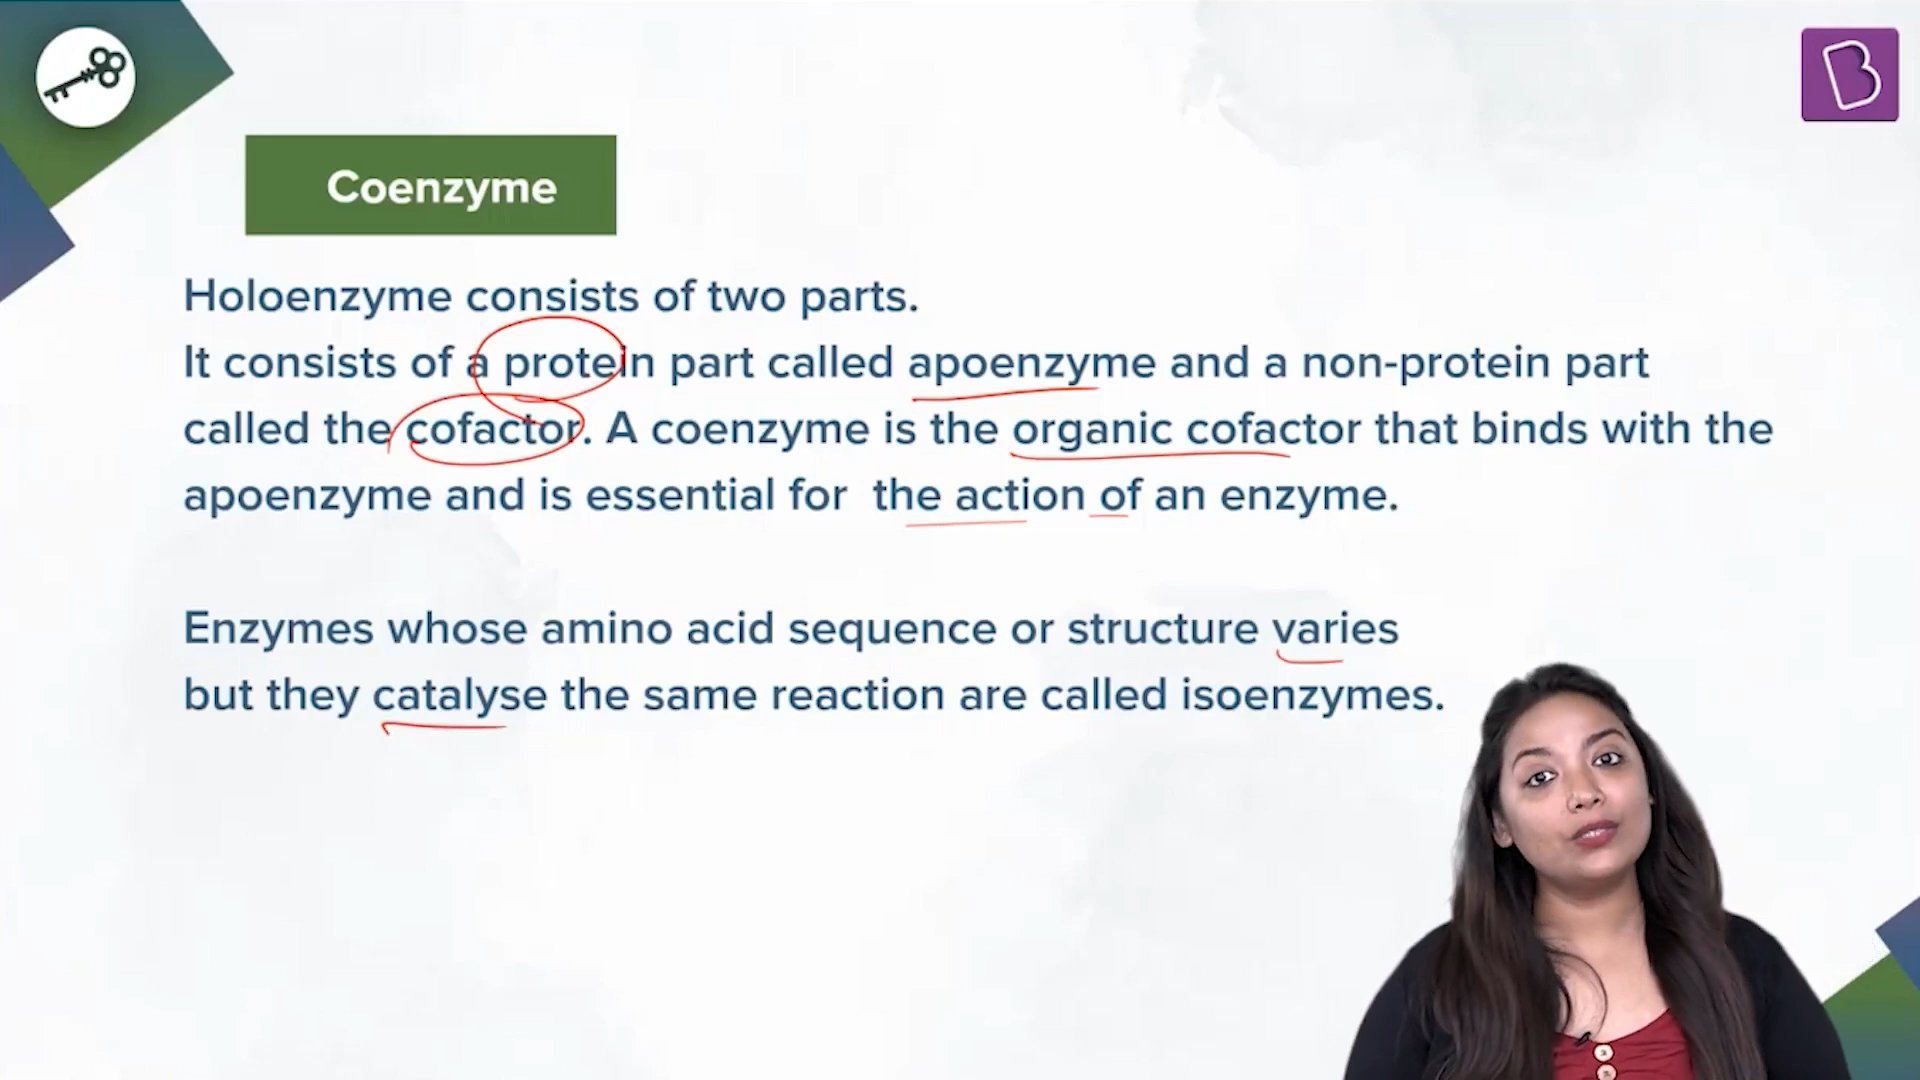 Coenzyme
Holoenzyme consists of two parts.
It consists of a protein part called apoenzyme and a non-protein part
called the cofactor. A coenzyme is the organic cofactor that binds with the
apoenzyme and is essential for the action of an enzyme.
Enzymes whose amino acid sequence or structure varies
but they catalyse the same reaction are called isoenzymes.
B